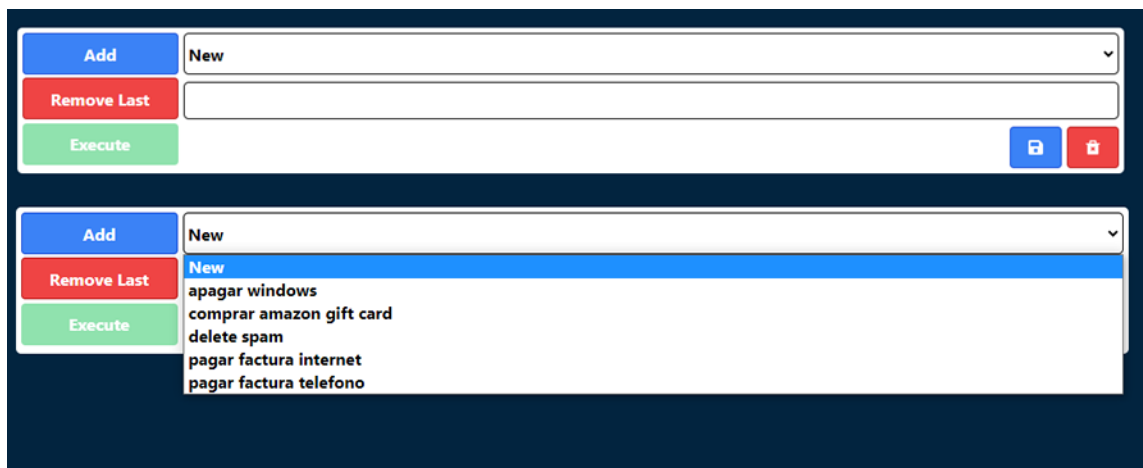 Add New
Remove Last
Execute
Add New
New
Remove Last
apagar windows
comprar amazon gift card
Execute
delete spam
pagar factura internet
pagar factura telefono